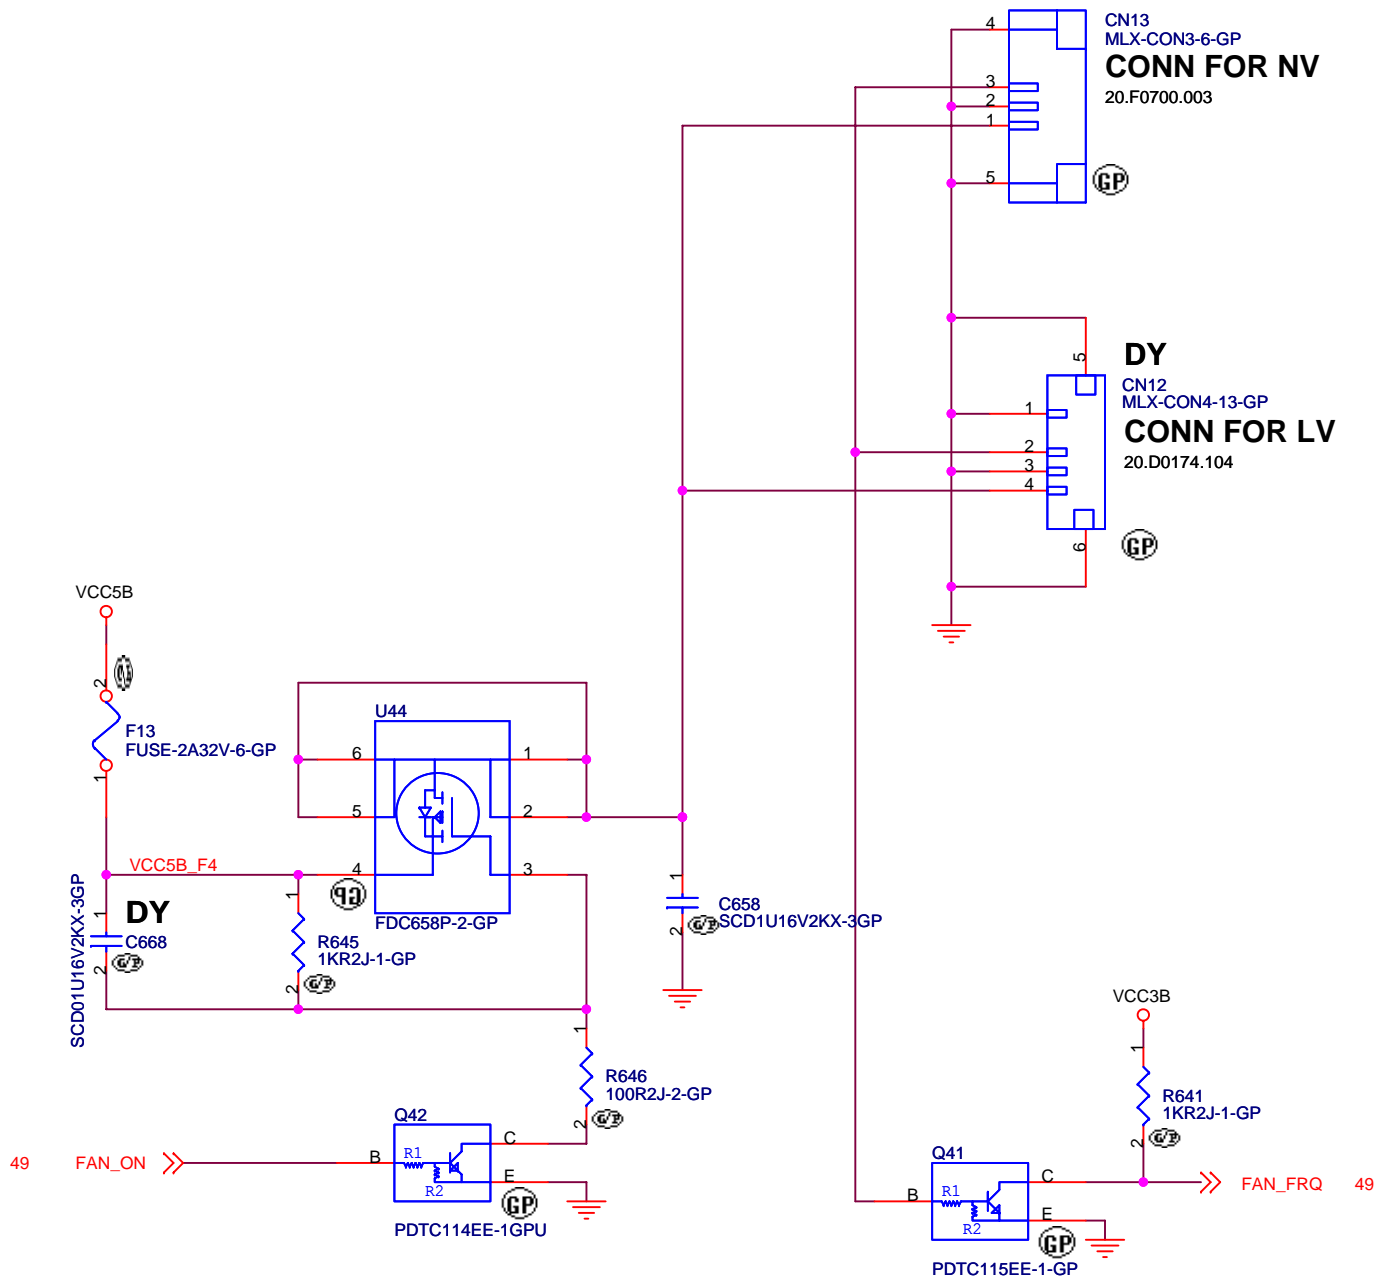 4
CN13
MLX-CON3-6-GP
CONN FOR NV
20.F0700.003
3
2
1
5
GP
5
DY
CN12
MLX-CON4-13-GP
CONN FOR LV
20.D0174.104
1
2
3
4
6
GP
VCC5B
2
F13
FUSE-2A32V-6-GP
1
U44
6
1
5
2
4
3
VCC5B_F4
GP
FDC658P-2-GP
SCD01U16V2KX-3GP
1
DY
C668
2
G/P
1
R645
1KR2J-1-GP
2
G/P
1
C658
SCD1U16V2KX-3GP
2
G/P
1
R646
100R2J-2-GP
2
G/P
Q42
49
FAN_ON
B
R1
R2
C
E
GP
PDTC114EE-1GPU
VCC3B
1
R641
1KR2J-1-GP
2
G/P
Q41
B
R1
R2
C
E
GP
PDTC115EE-1-GP
FAN_FRQ
49